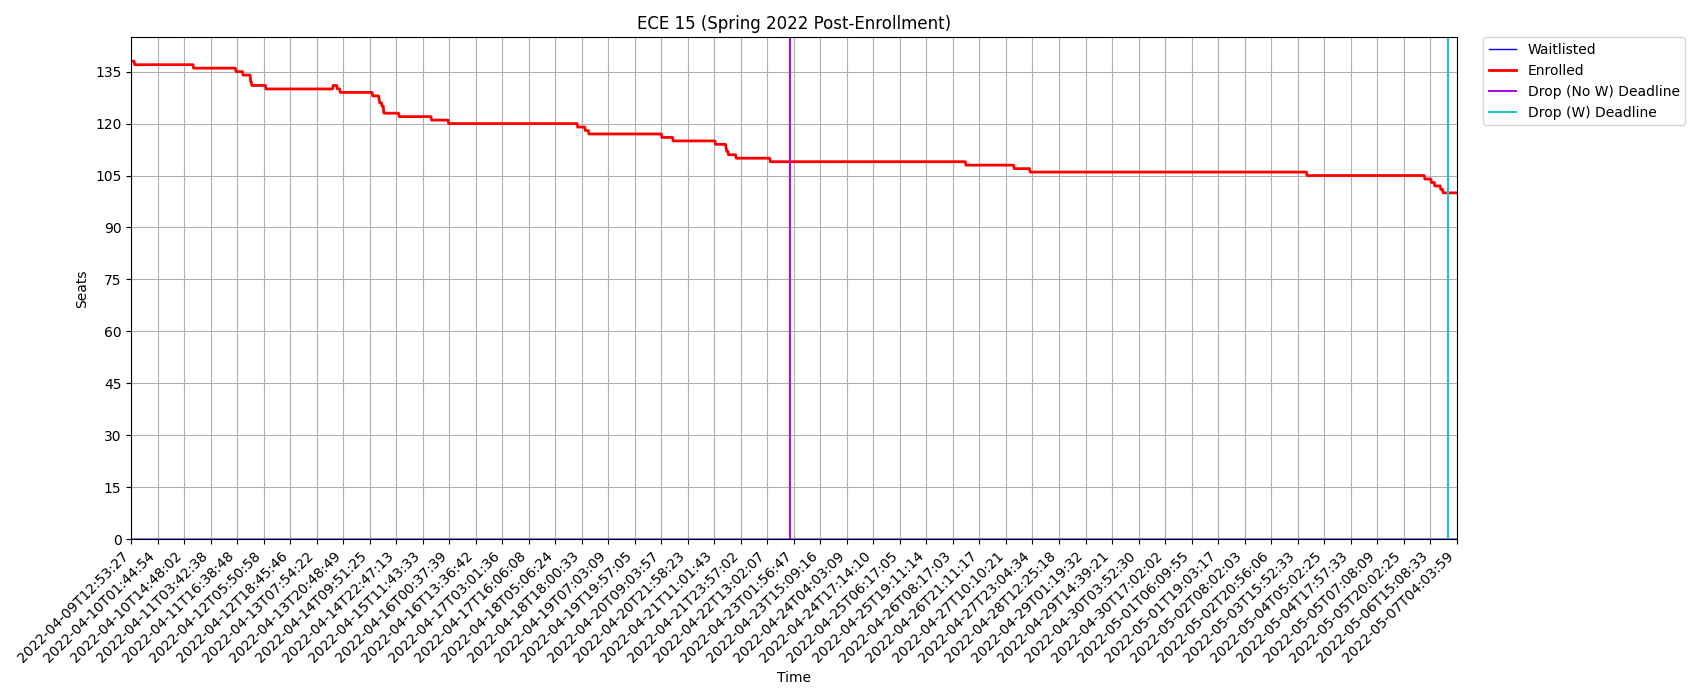 ECE 15 (Spring 2022 Post-Enrollment)
Waitlisted
Enrolled
Drop (No W) Deadline
Drop (W) Deadline
Seats
135
120
105
90
75
60
45
30
15
0
2022-04-09T12:53:27
2022-04-10T01:44:54
2022-04-10T14:48:02
2022-04-11T03:42:38
2022-04-11T16:38:48
2022-04-12T05:50:58
2022-04-12T18:45:46
2022-04-13T07:54:22
2022-04-13T20:48:49
2022-04-14T09:51:25
2022-04-14T22:47:13
2022-04-15T11:43:33
2022-04-16T00:37:39
2022-04-16T13:36:42
2022-04-17T03:01:36
2022-04-17T16:06:08
2022-04-18T05:06:24
2022-04-18T18:00:33
2022-04-19T07:03:09
2022-04-19T19:57:05
2022-04-20T09:03:57
2022-04-20T21:58:23
2022-04-21T11:01:43
2022-04-21T23:57:02
2022-04-22T13:02:07
2022-04-23T01:56:47
2022-04-23T15:09:16
2022-04-24T04:03:09
2022-04-24T17:14:10
2022-04-25T06:17:05
2022-04-25T19:11:14
2022-04-26T08:17:03
2022-04-26T21:11:17
2022-04-27T10:10:21
2022-04-27T23:04:34
2022-04-28T12:25:18
2022-04-29T01:19:32
2022-04-29T14:39:21
2022-04-30T03:52:30
2022-04-30T17:02:02
2022-05-01T06:09:55
2022-05-01T19:03:17
2022-05-02T08:02:03
2022-05-02T20:56:06
2022-05-03T15:52:33
2022-05-04T05:02:25
2022-05-04T17:57:33
2022-05-05T07:08:09
2022-05-05T20:02:25
2022-05-06T15:08:33
2022-05-07T04:03:59
Time